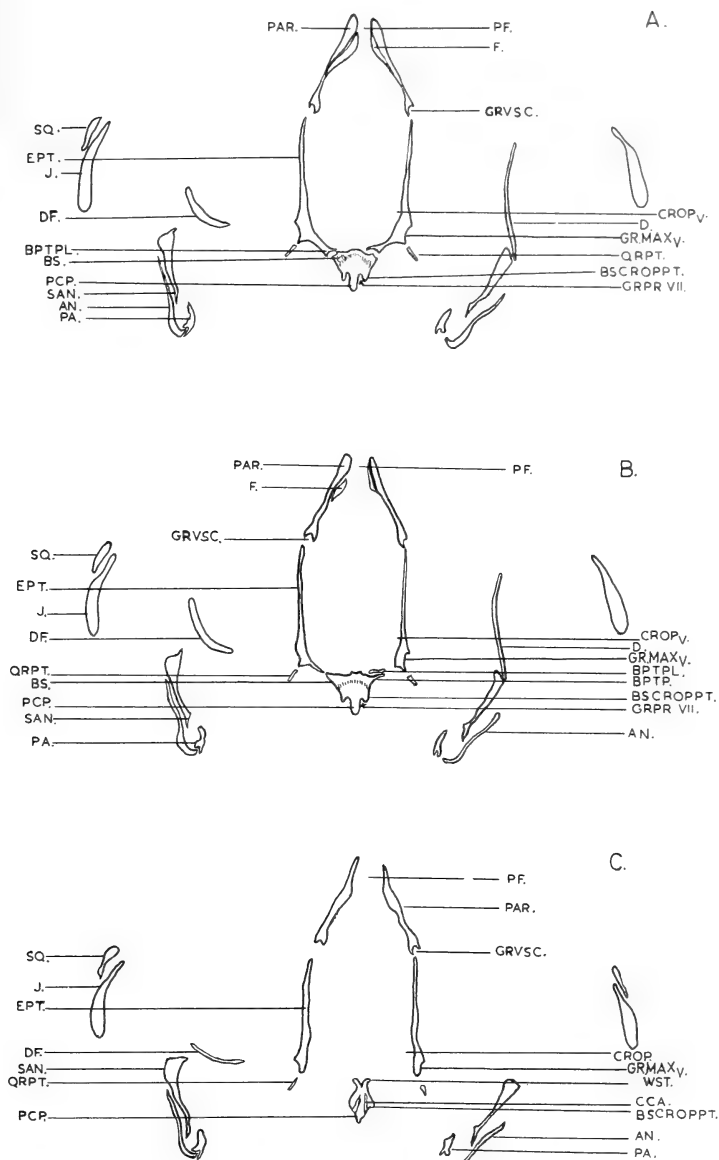 A.
PAR.
PF.
F.
GRVSC.
SQ.
EPT.
J.
DF.
CROPV.
D.
GR.MAXV.
BPTPL.
BS.
QRPT.
BSCROPPT.
PCP.
GRPR VII.
SAN.
AN.
PA.
B.
PAR.
PF.
F.
GRVSC.
SQ.
EPT.
J.
DF.
CROPV.
D.
GR.MAXV.
QRPT.
BPTPL.
BS.
BPTP.
BSCROPPT.
PCP.
GRPR VII.
SAN.
AN.
PA.
C.
PF.
PAR.
GRVSC.
SQ.
J.
EPT.
DF.
CROP.
SAN.
GR.MAXV.
QRPT.
WST.
CCA.
PCP.
BSCROPPT.
AN.
PA.